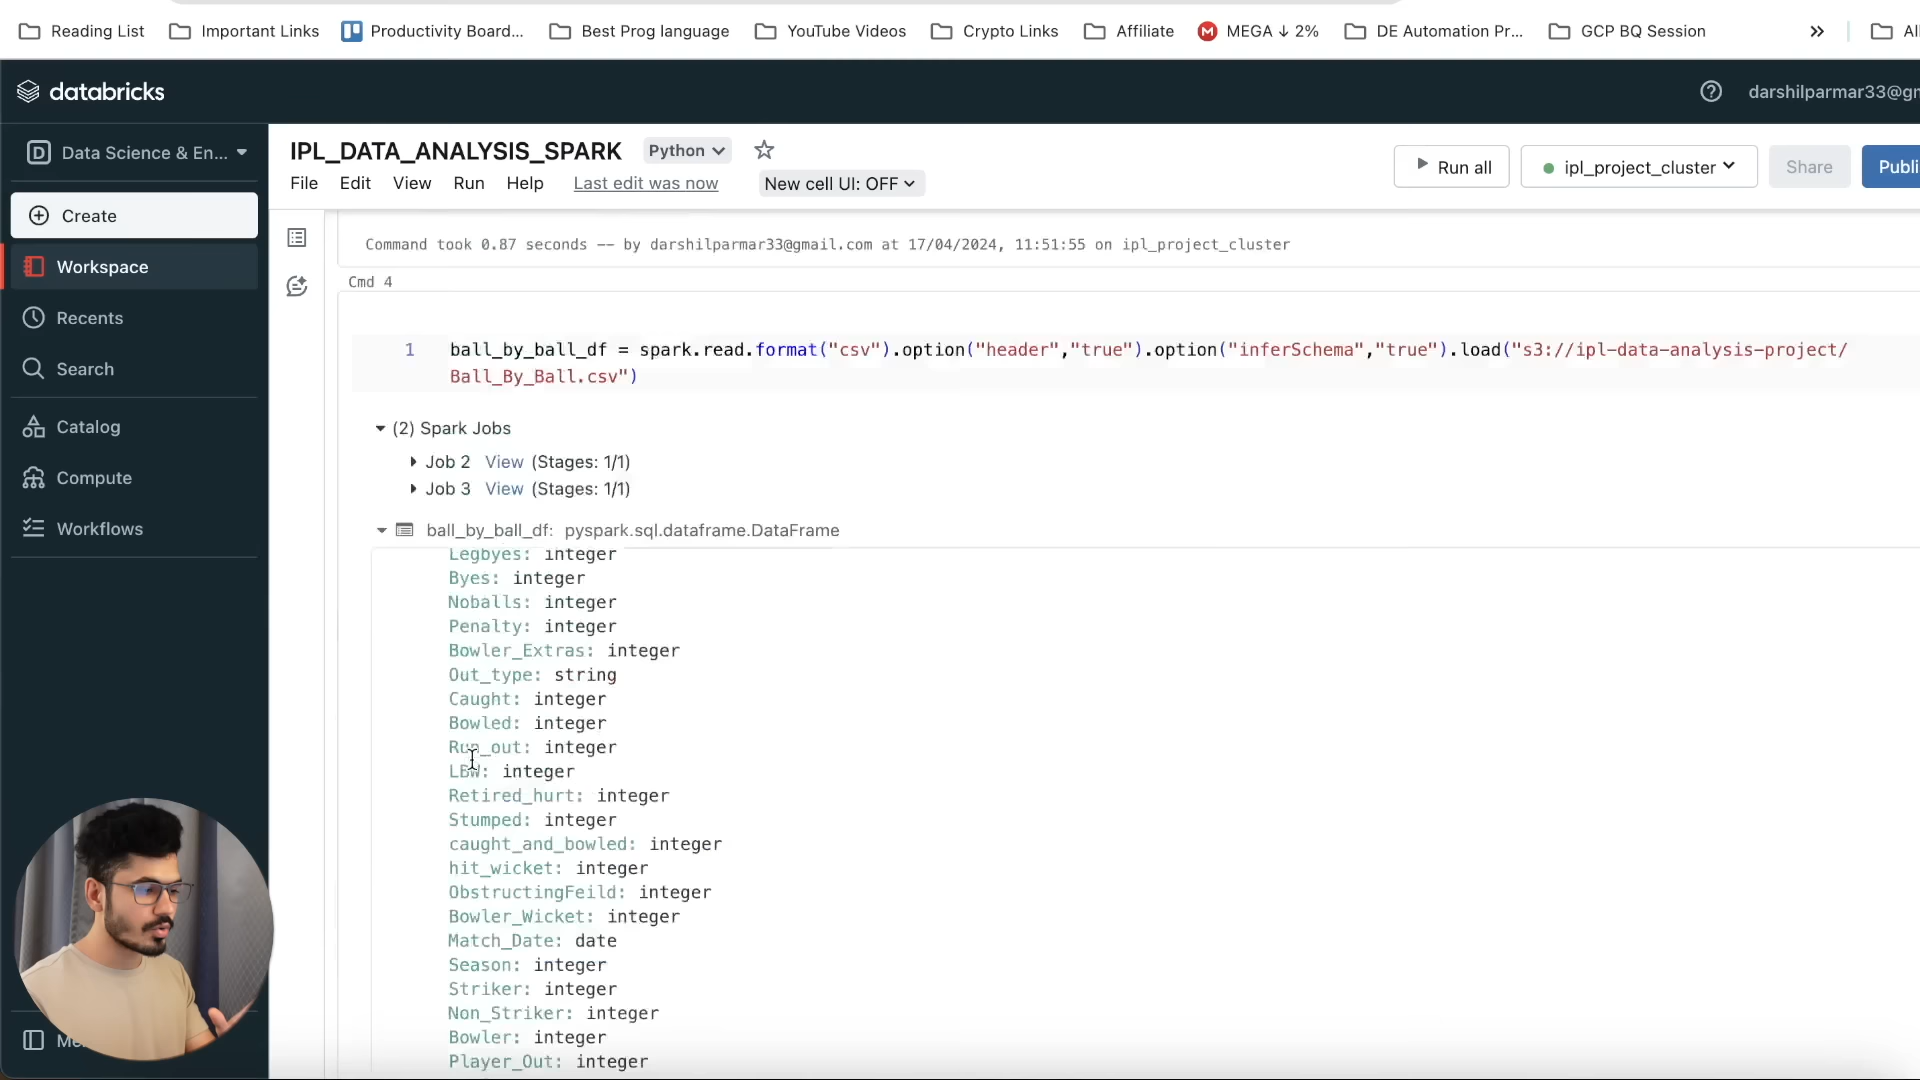 Reading List Important Links Productivity Board... Best Prog language YouTube Videos Crypto Links Affiliate MEGA ↓ 2% DE Automation Pr... GCP BQ Session » All
databricks darshilparmar33@gm
D Data Science & En...
IPL_DATA_ANALYSIS_SPARK Python
File Edit View Run Help Last edit was now New cell UI: OFF
Run all ipl_project_cluster Share Publi
Create
Workspace
Recents
Search
Catalog
Compute
Workflows
Command took 0.87 seconds -- by darshilparmar33@gmail.com at 17/04/2024, 11:51:55 on ipl_project_cluster
Cmd 4
1 ball_by_ball_df = spark.read.format("csv").option("header","true").option("inferSchema","true").load("s3://ipl-data-analysis-project/
Ball_By_Ball.csv")
(2) Spark Jobs
Job 2 View (Stages: 1/1)
Job 3 View (Stages: 1/1)
ball_by_ball_df: pyspark.sql.dataframe.DataFrame
Legbyes: integer
Byes: integer
Noballs: integer
Penalty: integer
Bowler_Extras: integer
Out_type: string
Caught: integer
Bowled: integer
Run_out: integer
LBW: integer
Retired_hurt: integer
Stumped: integer
caught_and_bowled: integer
hit_wicket: integer
ObstructingFeild: integer
Bowler_Wicket: integer
Match_Date: date
Season: integer
Striker: integer
Non_Striker: integer
Bowler: integer
Player_Out: integer